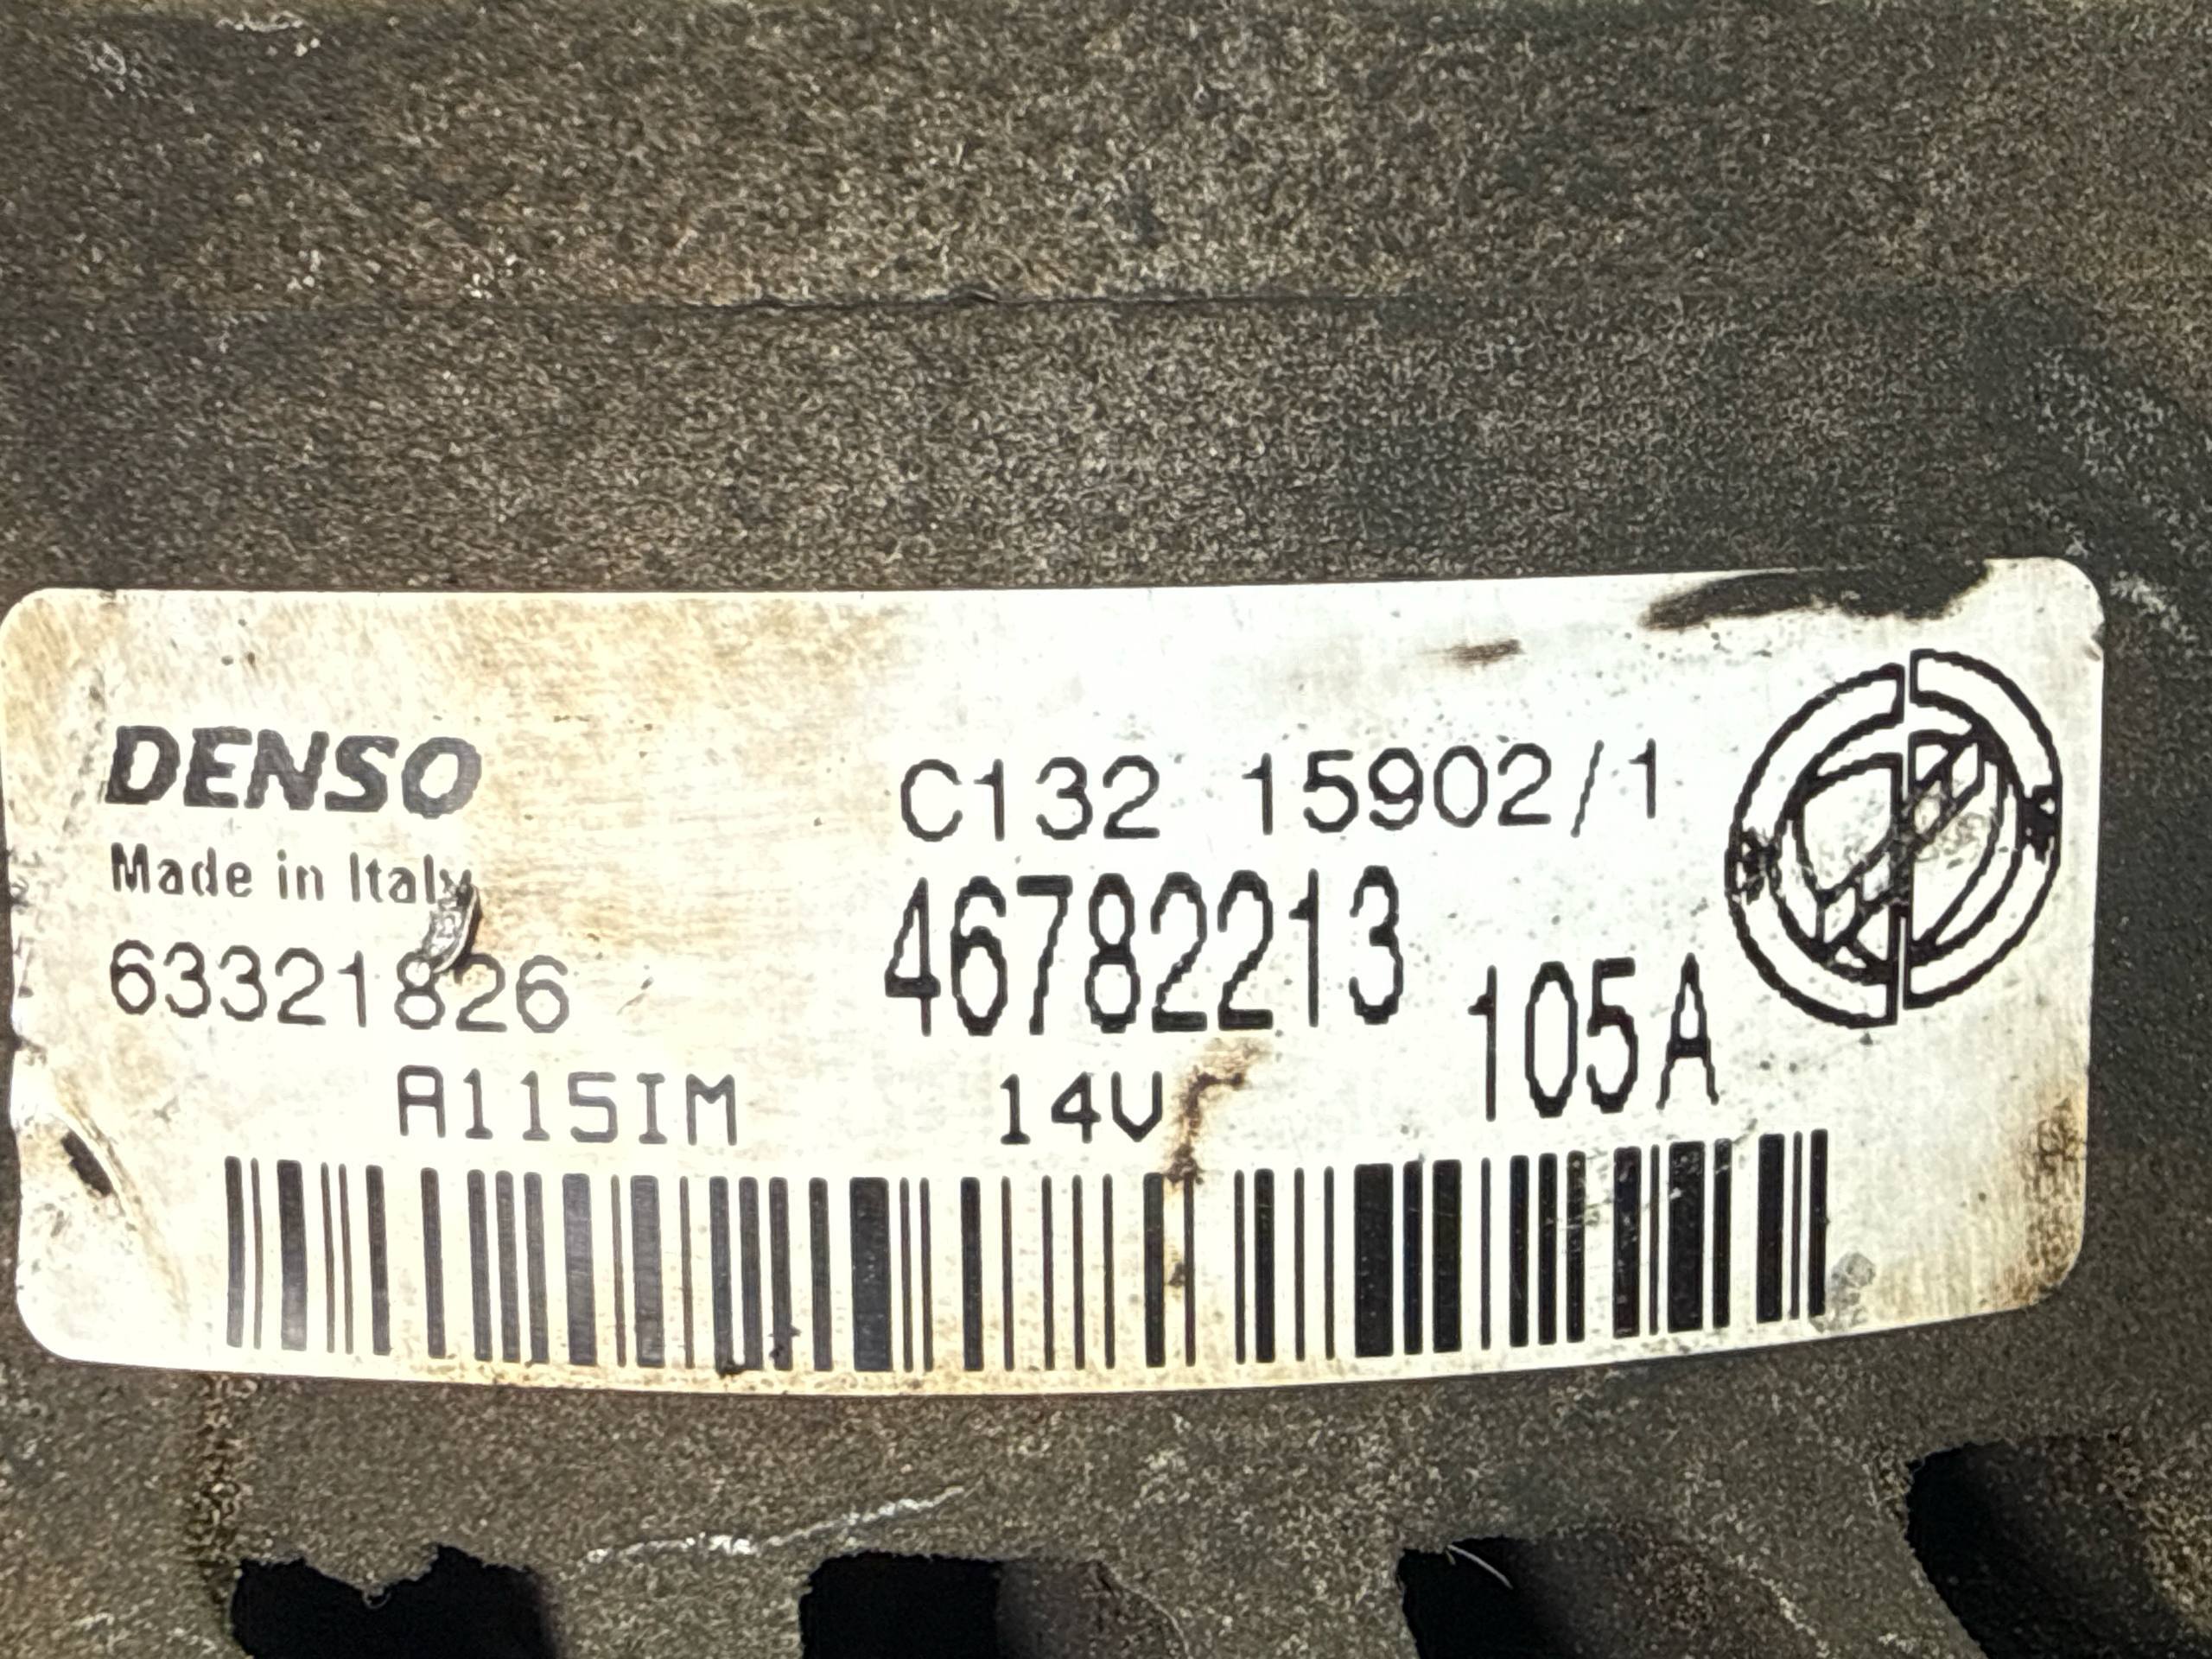 DENSO
Made in Italy
63321826
C132 15902/1
46782213
105A
A115IM 14V